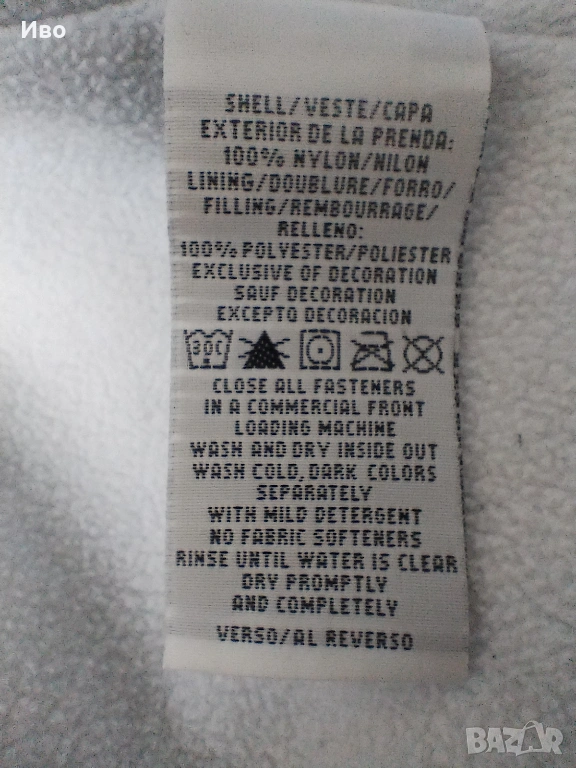 Иво
SHELL/VESTE/CAPA
EXTERIOR DE LA PRENDA:
100% NYLON/NILON
LINING/DOUBLURE/FORRO/
FILLING/REMBOURRAGE/
RELLENO:
100% POLYESTER/POLIESTER
EXCLUSIVE OF DECORATION
SAUF DECORATION
EXCEPTO DECORACION
30C
CLOSE ALL FASTENERS
IN A COMMERCIAL FRONT
LOADING MACHINE
WASH AND DRY INSIDE OUT
WASH COLD, DARK COLORS
SEPARATELY
WITH MILD DETERGENT
NO FABRIC SOFTENERS
RINSE UNTIL WATER IS CLEAR
DRY PROMPTLY
AND COMPLETELY
VERSO/AL REVERSO
BAZAR